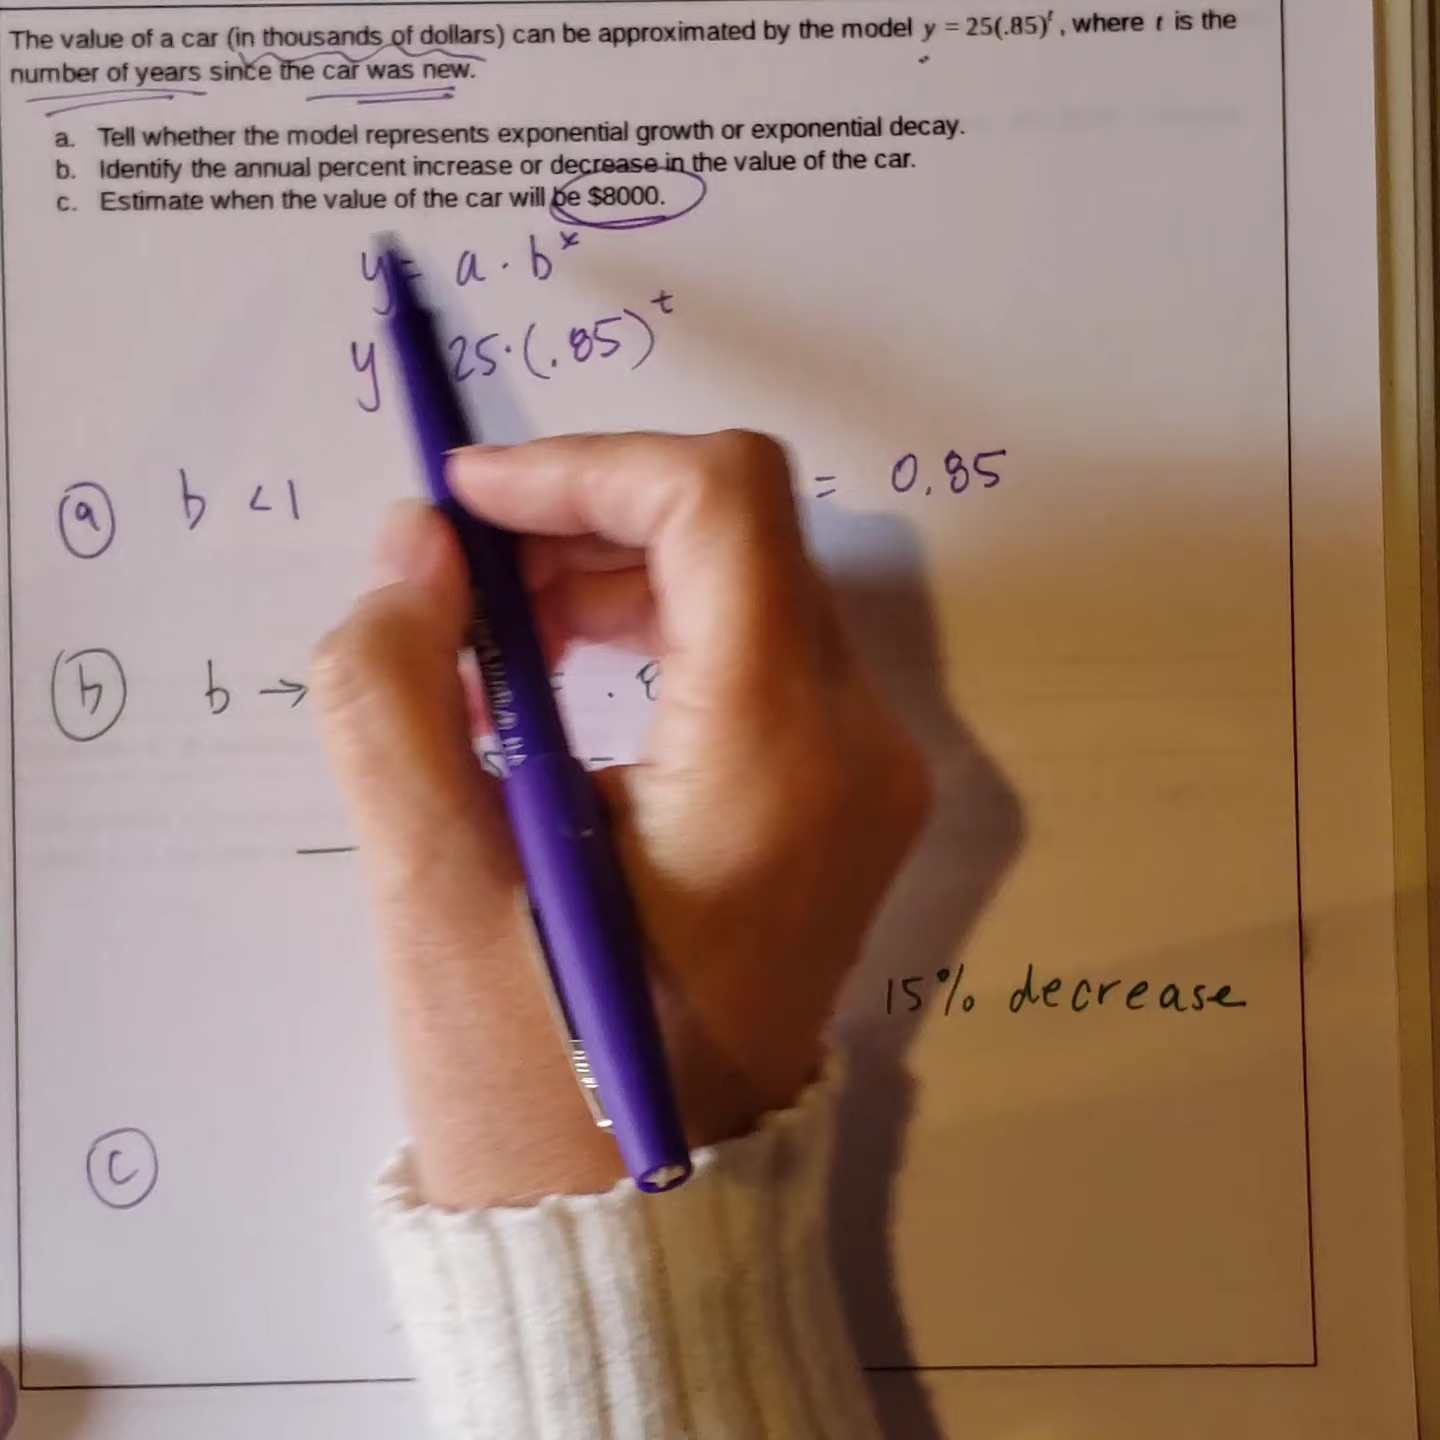 The value of a car (in thousands of dollars) can be approximated by the model y = 25(.85)^t, where t is the
number of years since the car was new.
a. Tell whether the model represents exponential growth or exponential decay.
b. Identify the annual percent increase or decrease in the value of the car.
c. Estimate when the value of the car will be $8000.
y = a · b^x
y 25·(.85)^t
(a) b < 1 = 0.85
(b) b →
15% decrease
(c)